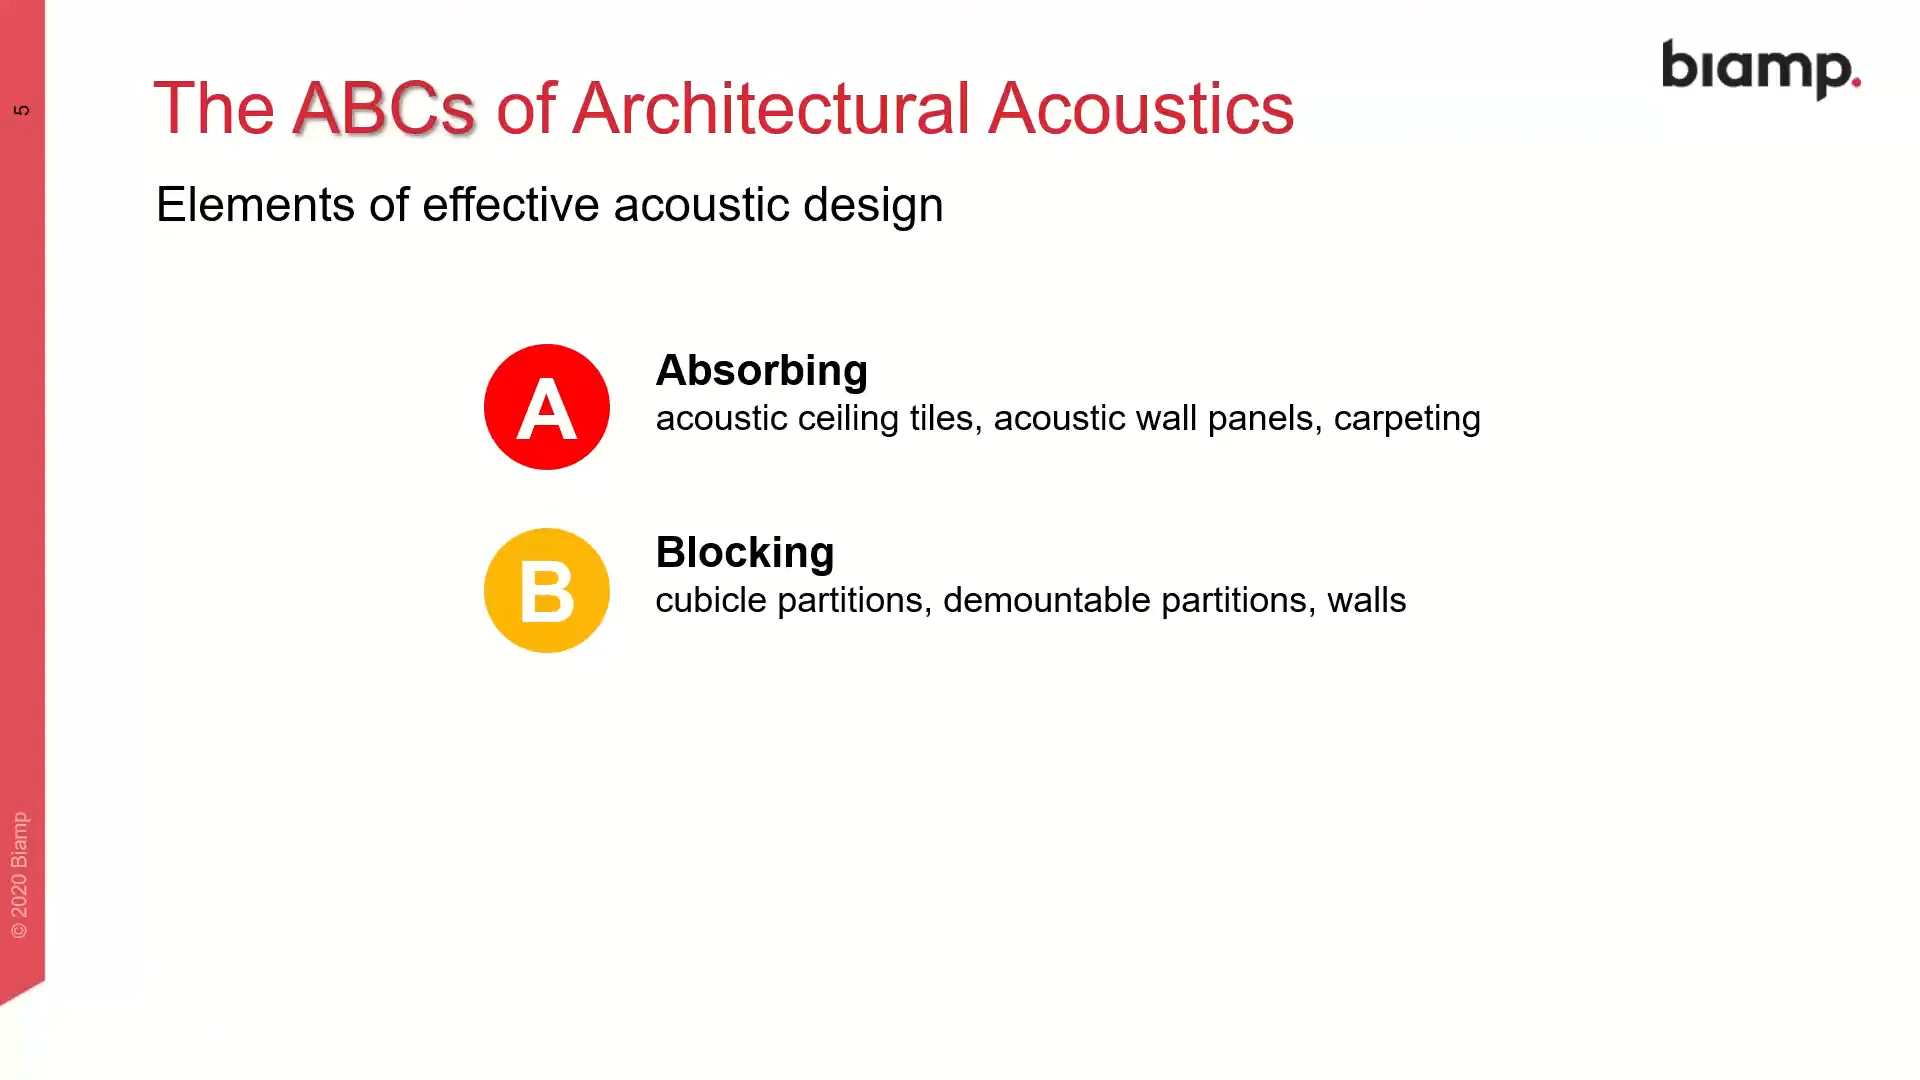 biamp.
5
The ABCs of Architectural Acoustics
Elements of effective acoustic design
A
Absorbing
acoustic ceiling tiles, acoustic wall panels, carpeting
B
Blocking
cubicle partitions, demountable partitions, walls
© 2020 Biamp